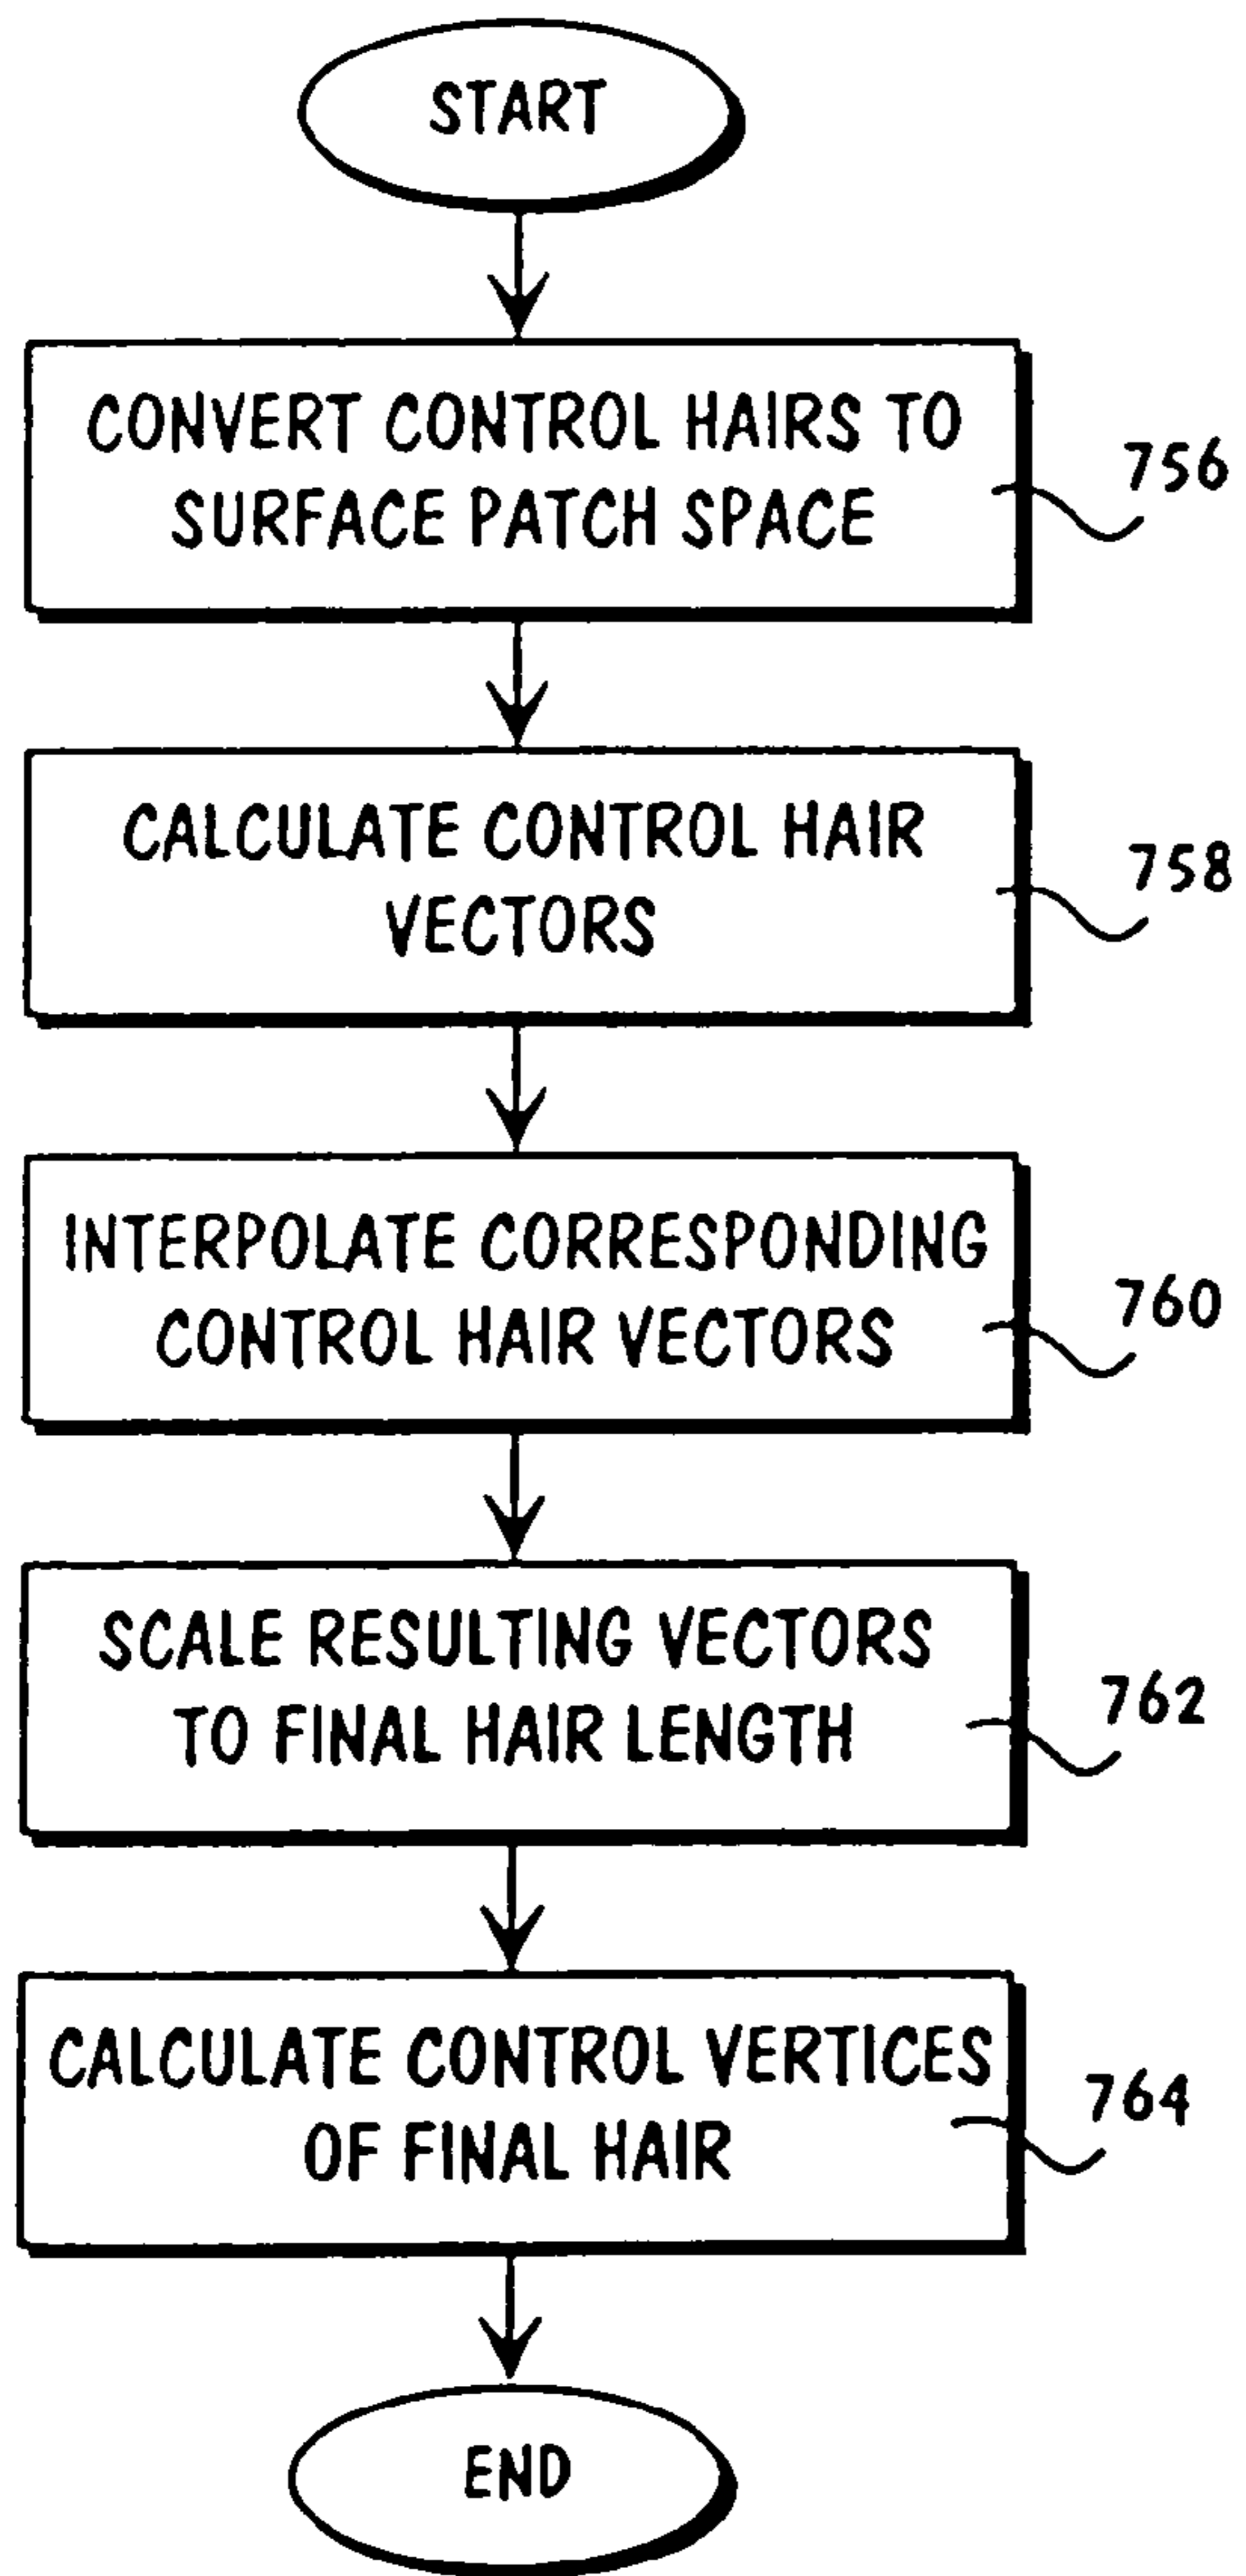 START
CONVERT CONTROL HAIRS TO
SURFACE PATCH SPACE
756
CALCULATE CONTROL HAIR
VECTORS
758
INTERPOLATE CORRESPONDING
CONTROL HAIR VECTORS
760
SCALE RESULTING VECTORS
TO FINAL HAIR LENGTH
762
CALCULATE CONTROL VERTICES
OF FINAL HAIR
764
END